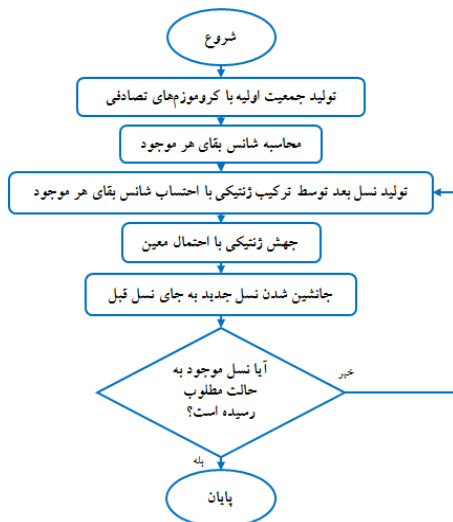 شروع
تولید جمعیت اولیه با کروموزم‌های تصادفی
محاسبه شانس بقای هر موجود
تولید نسل بعد توسط ترکیب ژنتیکی با احتساب شانس بقای هر موجود
جهش ژنتیکی با احتمال معین
جانشین شدن نسل جدید به جای نسل قبل
آیا نسل موجود به
حالت مطلوب
رسیده است؟
خیر
بله
پایان